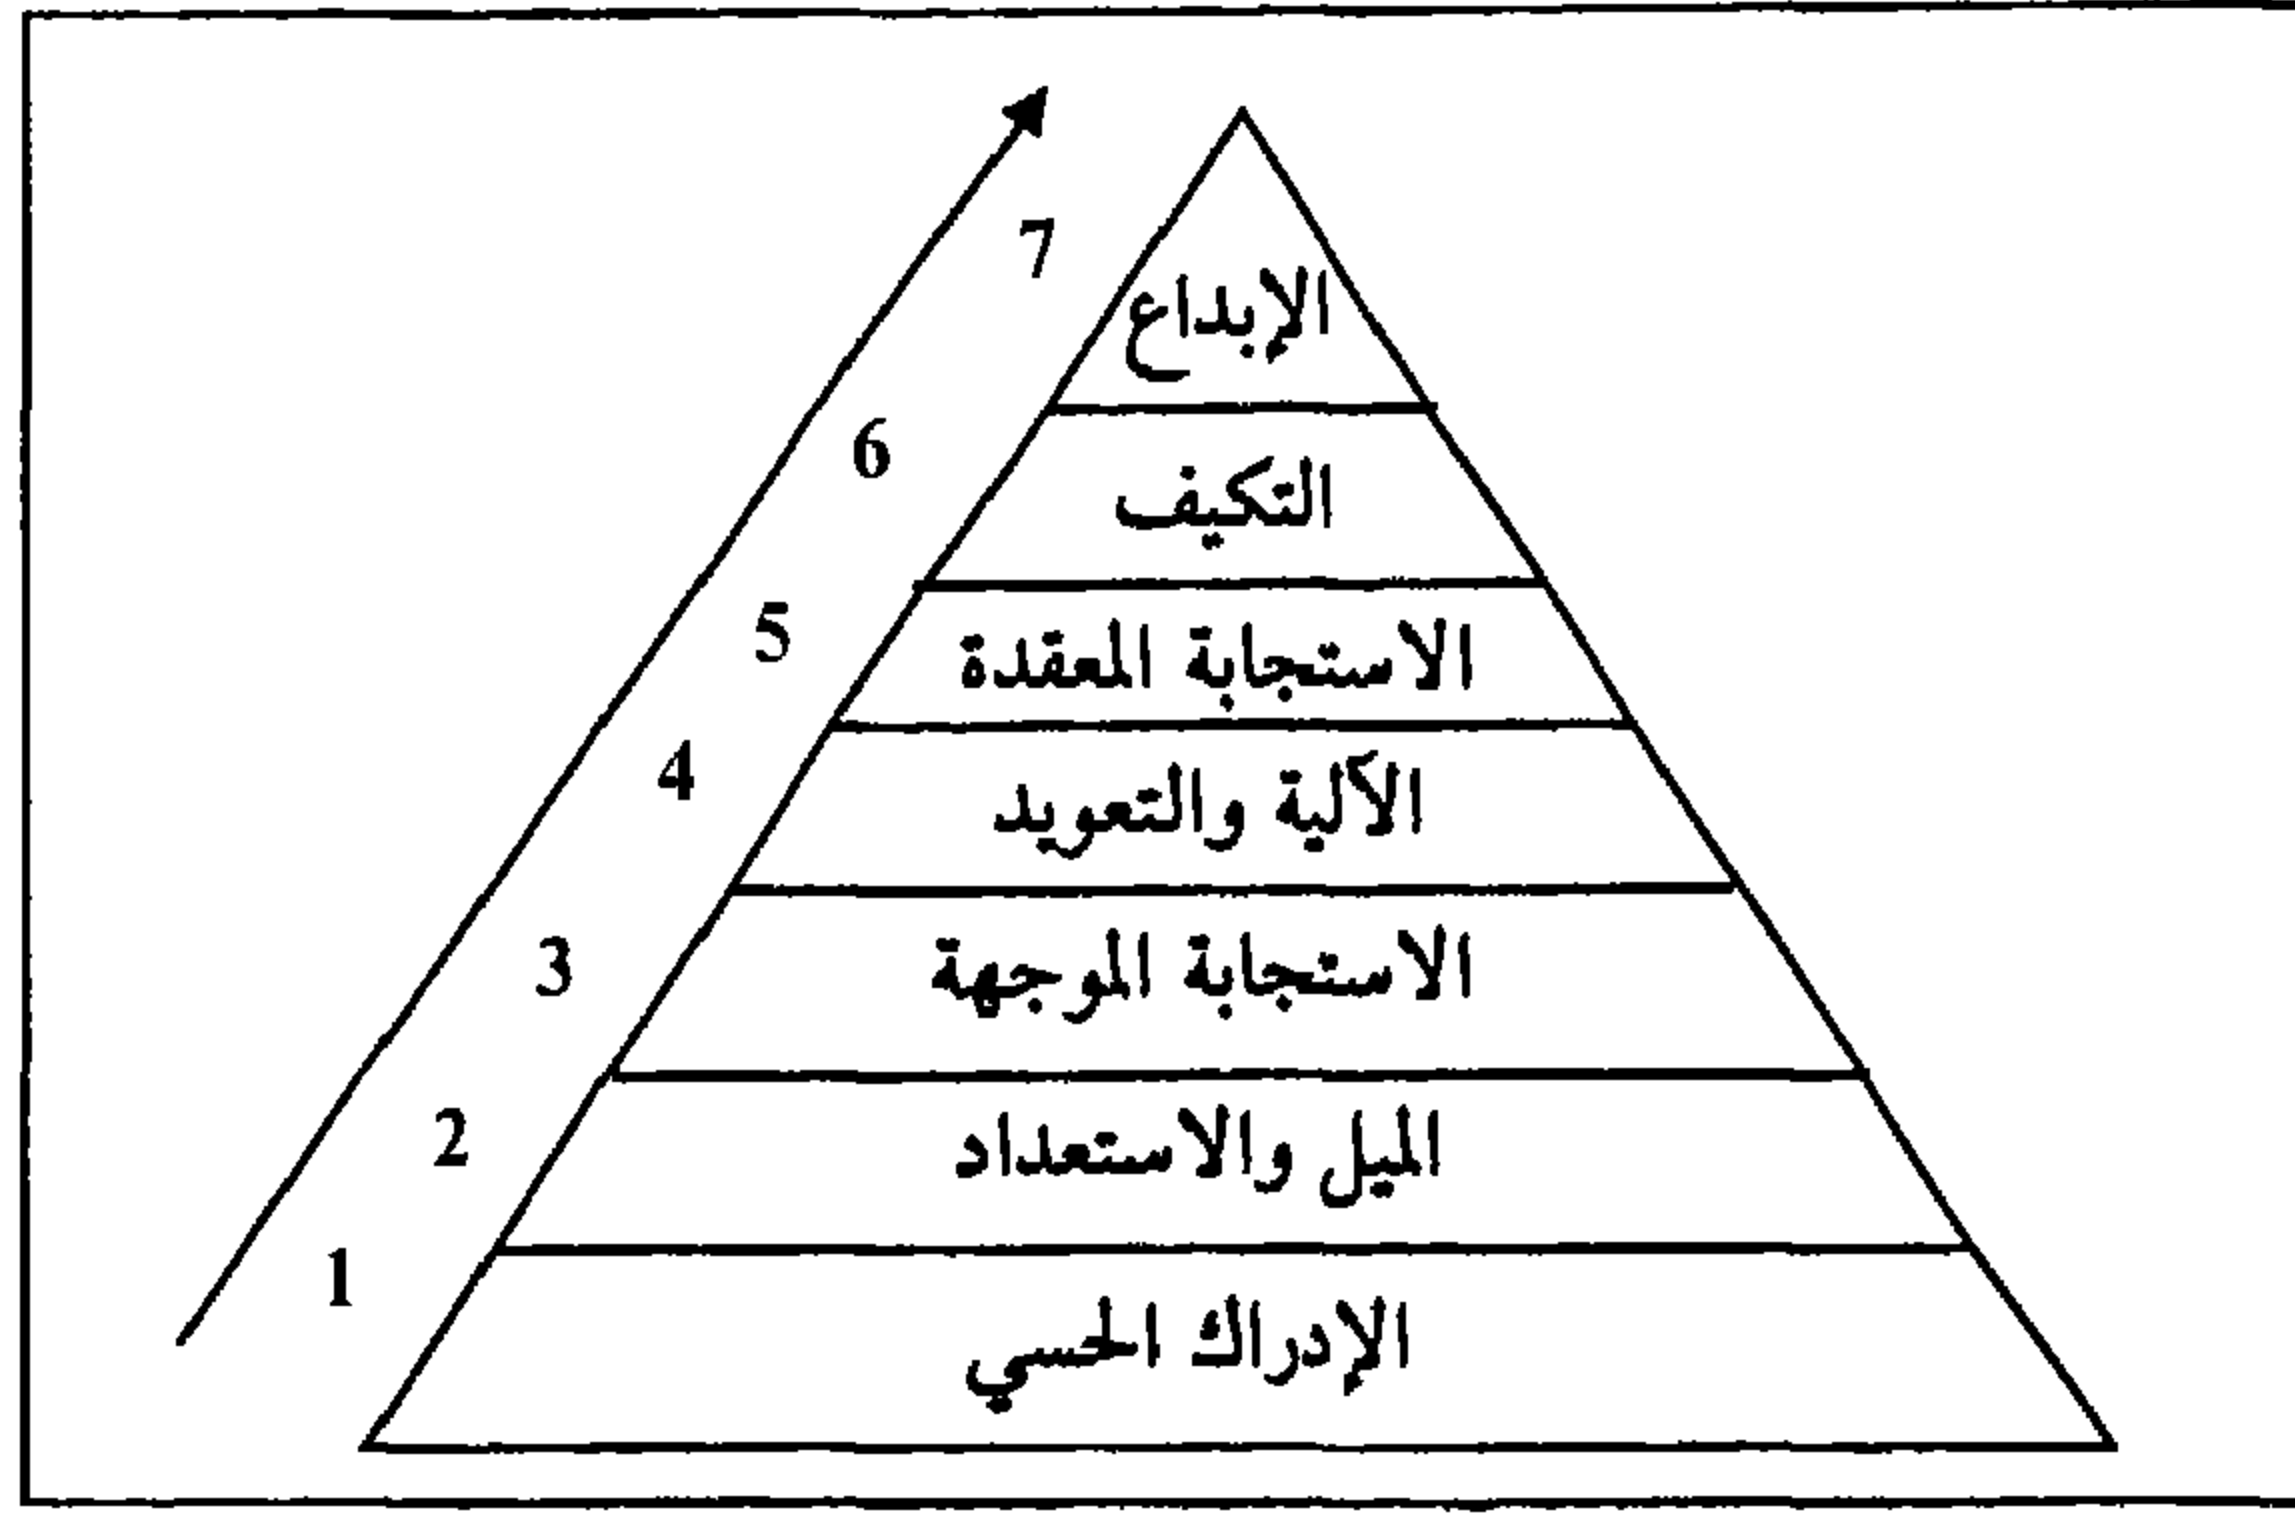 7
الإبداع
6
التكيف
5
الاستجابة المعقدة
4
الآلية والتعويد
3
الاستجابة الموجهة
2
الميل والاستعداد
1
الإدراك الحسي